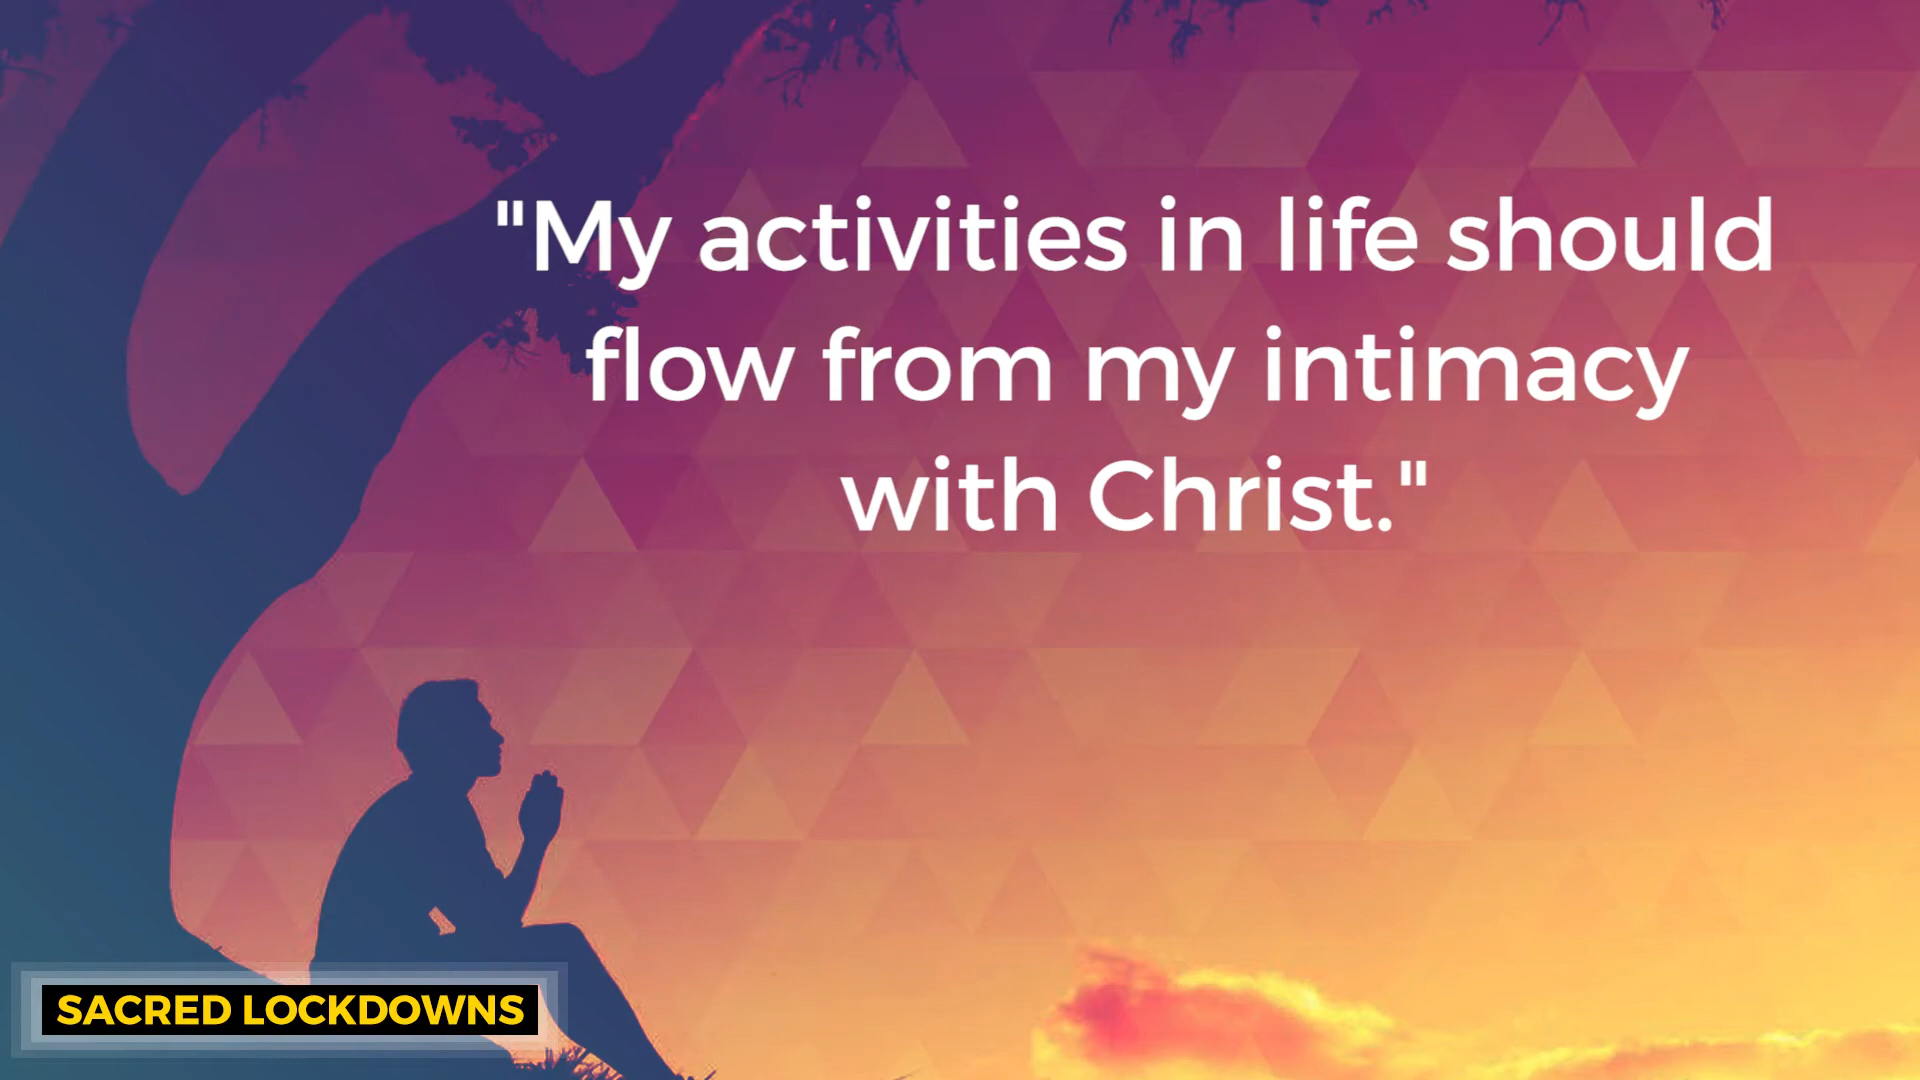 "My activities in life should
flow from my intimacy
with Christ."
SACRED LOCKDOWNS